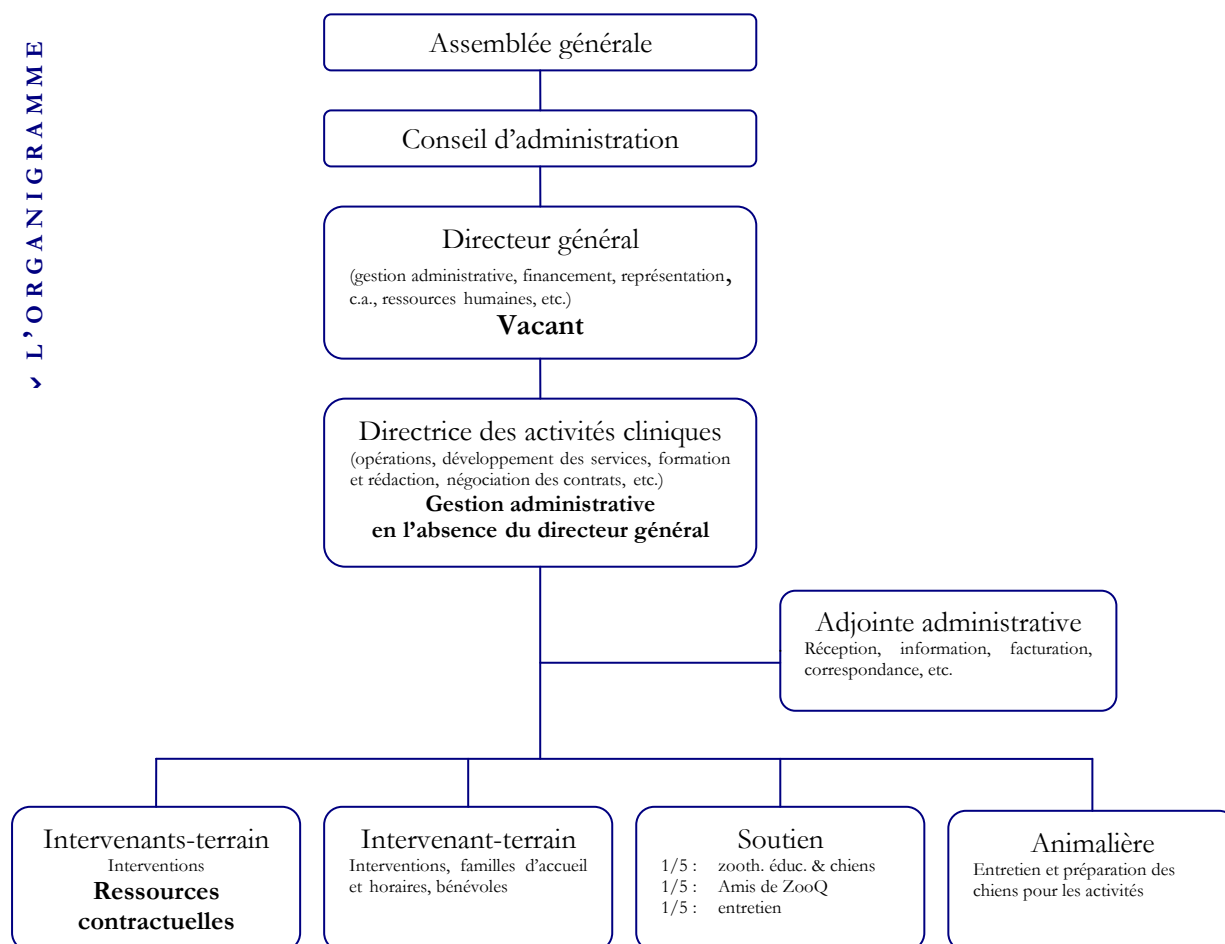 ✓ L'ORGANIGRAMME
Assemblée générale
Conseil d'administration
Directeur général
(gestion administrative, financement, représentation,
c.a., ressources humaines, etc.)
Vacant
Directrice des activités cliniques
(opérations, développement des services, formation
et rédaction, négociation des contrats, etc.)
Gestion administrative
en l'absence du directeur général
Adjointe administrative
Réception, information, facturation,
correspondance, etc.
Intervenants-terrain
Interventions
Ressources
contractuelles
Intervenant-terrain
Interventions, familles d'accueil
et horaires, bénévoles
Soutien
1/5 : zooth. éduc. & chiens
1/5 : Amis de ZooQ
1/5 : entretien
Animalière
Entretien et préparation des
chiens pour les activités